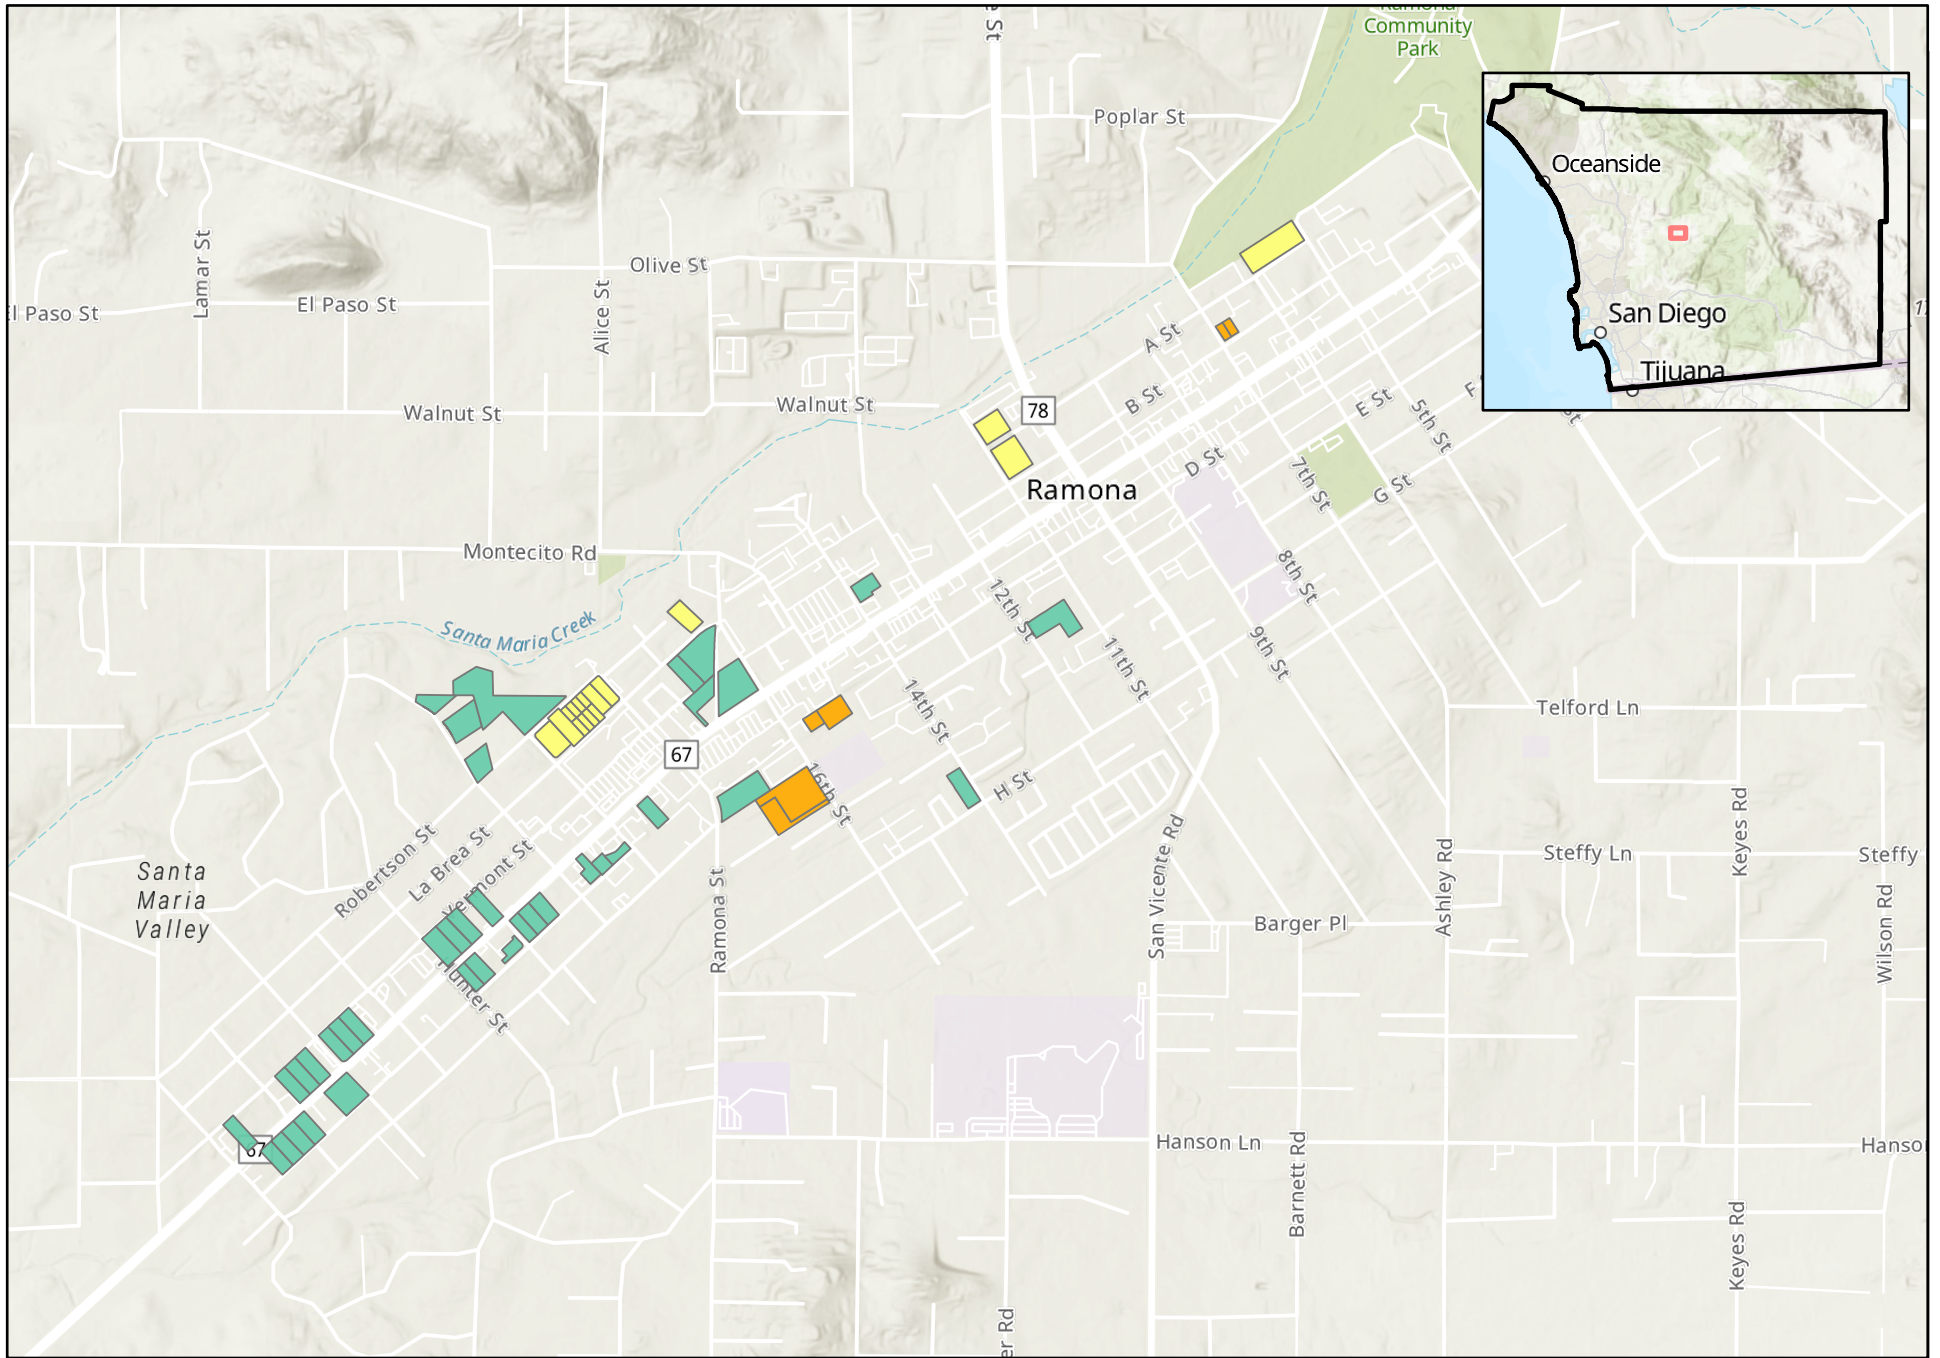 Ramona
Community
Park
Poplar St
Oceanside
San Diego
Tijuana
Lamar St
Olive St
El Paso St
El Paso St
Alice St
A St
B St
Walnut St
Walnut St
78
E St
5th St
D St
7th St
G St
Ramona
Montecito Rd
8th St
12th St
Santa Maria Creek
9th St
11th St
14th St
Telford Ln
67
16th St
H St
Robertson St
La Brea St
Vermont St
San Vicente Rd
Ashley Rd
Keyes Rd
Steffy Ln
Steffy
Santa
Maria
Valley
Ramona St
Barger Pl
Wilson Rd
Hunter St
67
Hanson Ln
Barnett Rd
Keyes Rd